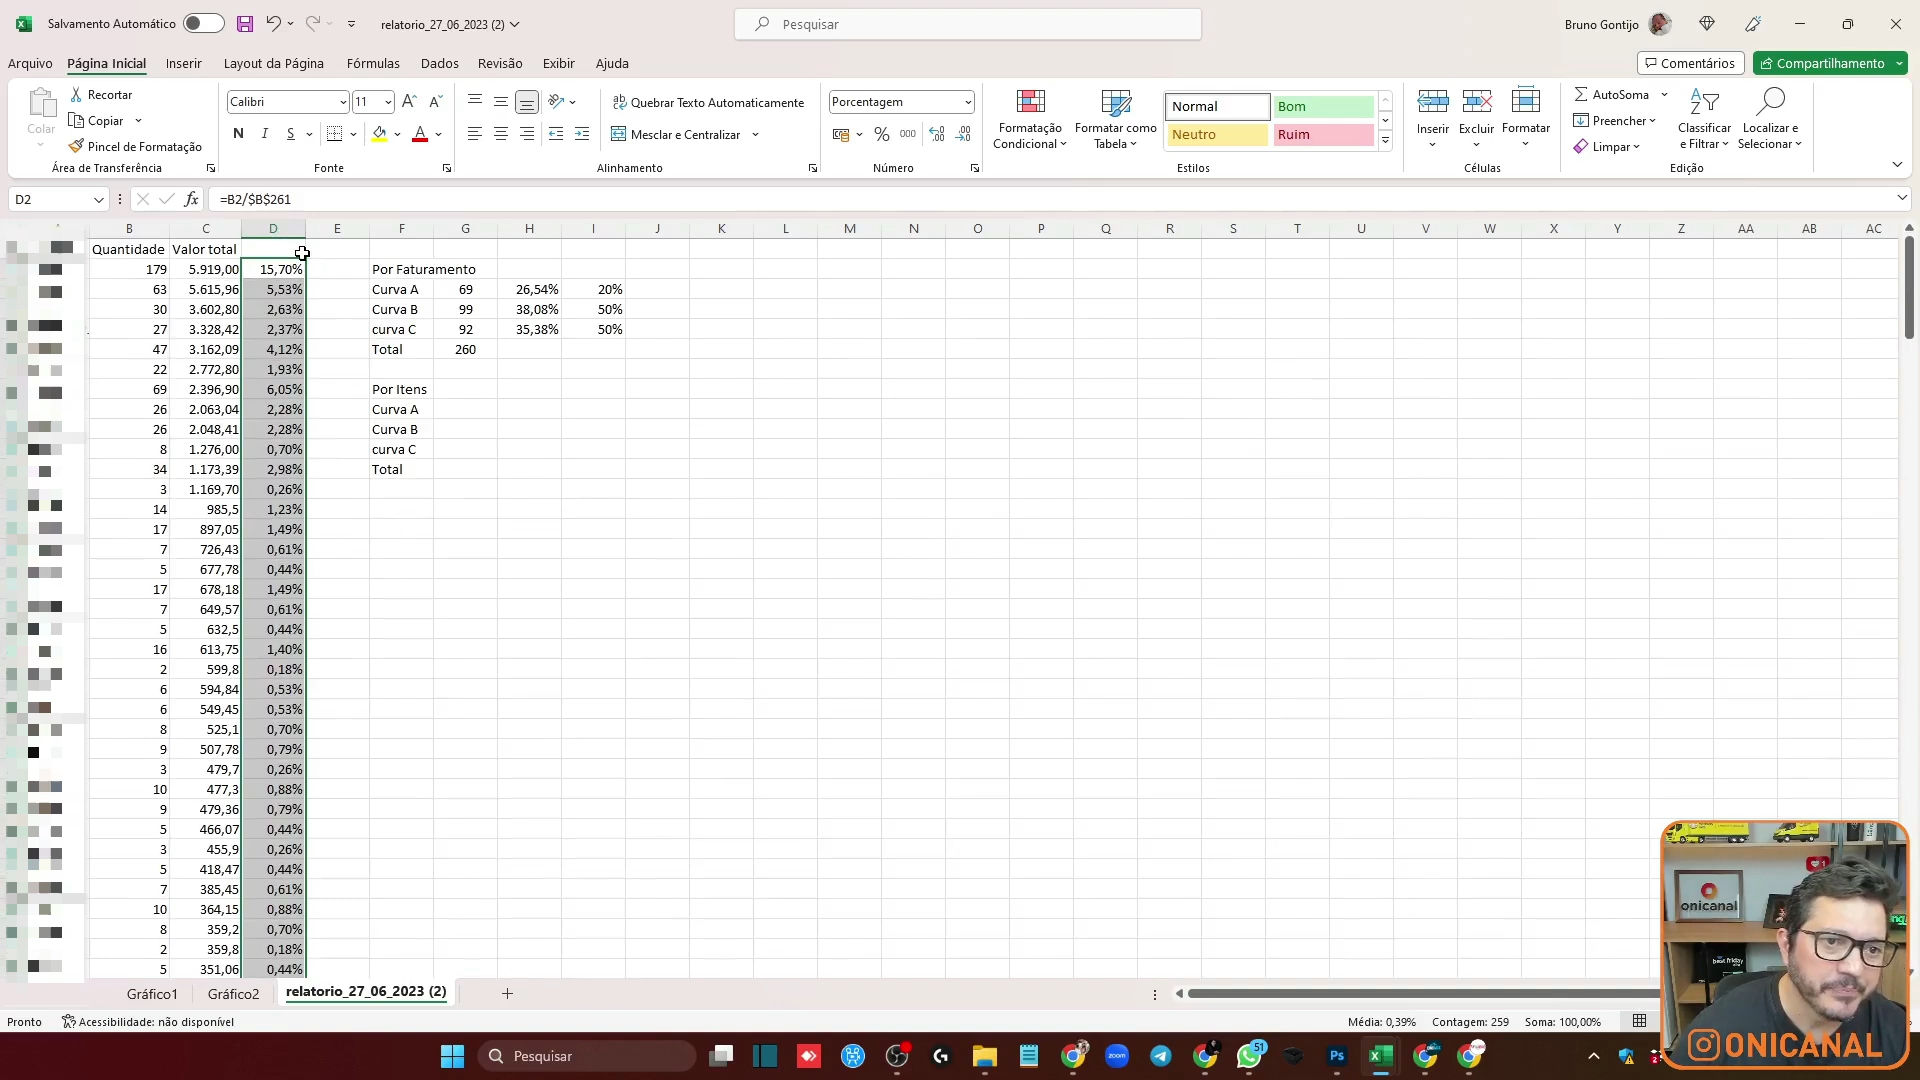 Salvamento Automático
relatorio_27_06_2023 (2)
Pesquisar
Bruno Gontijo
Arquivo Página Inicial Inserir Layout da Página Fórmulas Dados Revisão Exibir Ajuda
Comentários
Compartilhamento
Colar
Recortar
Copiar
Pincel de Formatação
Área de Transferência
Calibri 11
N I S
Fonte
Quebrar Texto Automaticamente
Mesclar e Centralizar
Alinhamento
Porcentagem
% 000
Número
Formatação Condicional
Formatar como Tabela
Normal Bom
Neutro Ruim
Estilos
Inserir Excluir Formatar
Células
AutoSoma
Preencher
Limpar
Classificar e Filtrar
Localizar e Selecionar
Edição
D2 fx =B2/$B$261
B C D E F G H I J K L M N O P Q R S T U V W X Y Z AA AB AC
Quantidade Valor total
179 5.919,00 15,70% Por Faturamento
63 5.615,96 5,53% Curva A 69 26,54% 20%
30 3.602,80 2,63% Curva B 99 38,08% 50%
27 3.328,42 2,37% curva C 92 35,38% 50%
47 3.162,09 4,12% Total 260
22 2.772,80 1,93%
69 2.396,90 6,05% Por Itens
26 2.063,04 2,28% Curva A
26 2.048,41 2,28% Curva B
8 1.276,00 0,70% curva C
34 1.173,39 2,98% Total
3 1.169,70 0,26%
14 985,5 1,23%
17 897,05 1,49%
7 726,43 0,61%
5 677,78 0,44%
17 678,18 1,49%
7 649,57 0,61%
5 632,5 0,44%
16 613,75 1,40%
2 599,8 0,18%
6 594,84 0,53%
6 549,45 0,53%
8 525,1 0,70%
9 507,78 0,79%
3 479,7 0,26%
10 477,3 0,88%
9 479,36 0,79%
5 466,07 0,44%
3 455,9 0,26%
5 418,47 0,44%
7 385,45 0,61%
10 364,15 0,88%
8 359,2 0,70%
2 359,8 0,18%
5 351,06 0,44%
onicanal
best friday
ONICANAL
Gráfico1 Gráfico2 relatorio_27_06_2023 (2)
Pronto Acessibilidade: não disponível Média: 0,39% Contagem: 259 Soma: 100,00%
Pesquisar
zoom
51
Ps